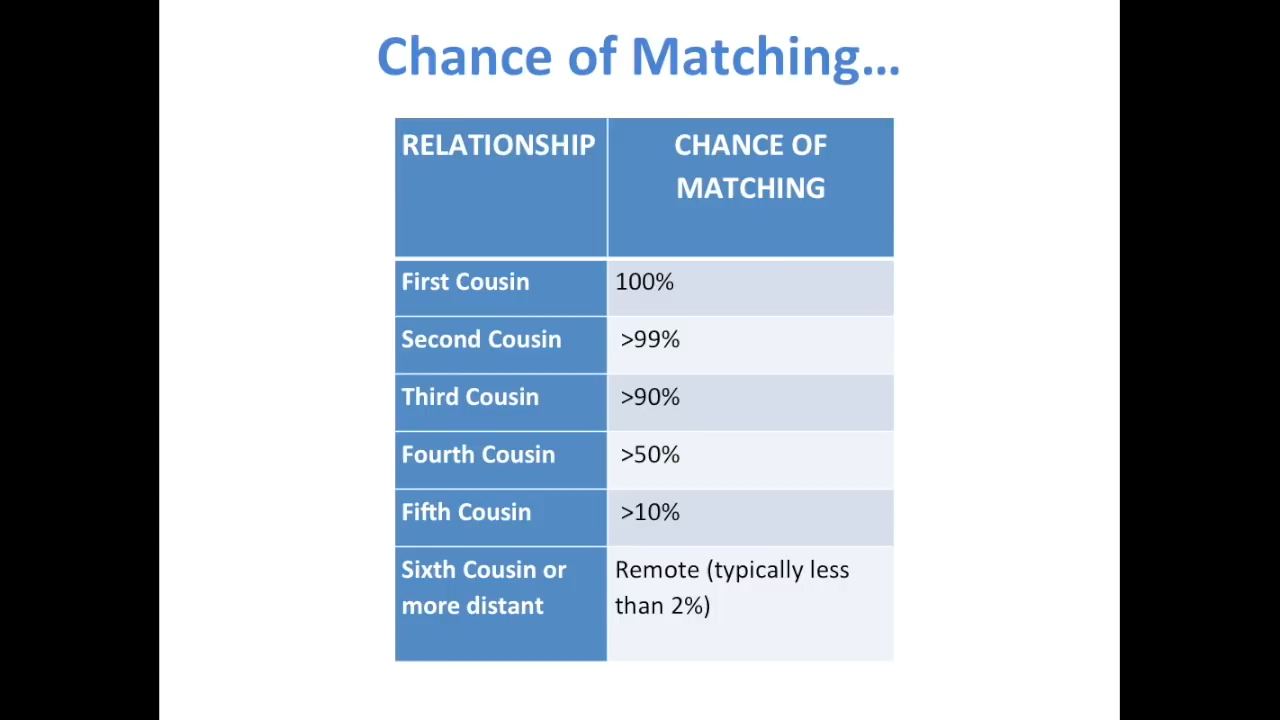 Chance of Matching...
RELATIONSHIP
CHANCE OF
MATCHING
First Cousin
100%
Second Cousin
>99%
Third Cousin
>90%
Fourth Cousin
>50%
Fifth Cousin
>10%
Sixth Cousin or
more distant
Remote (typically less
than 2%)